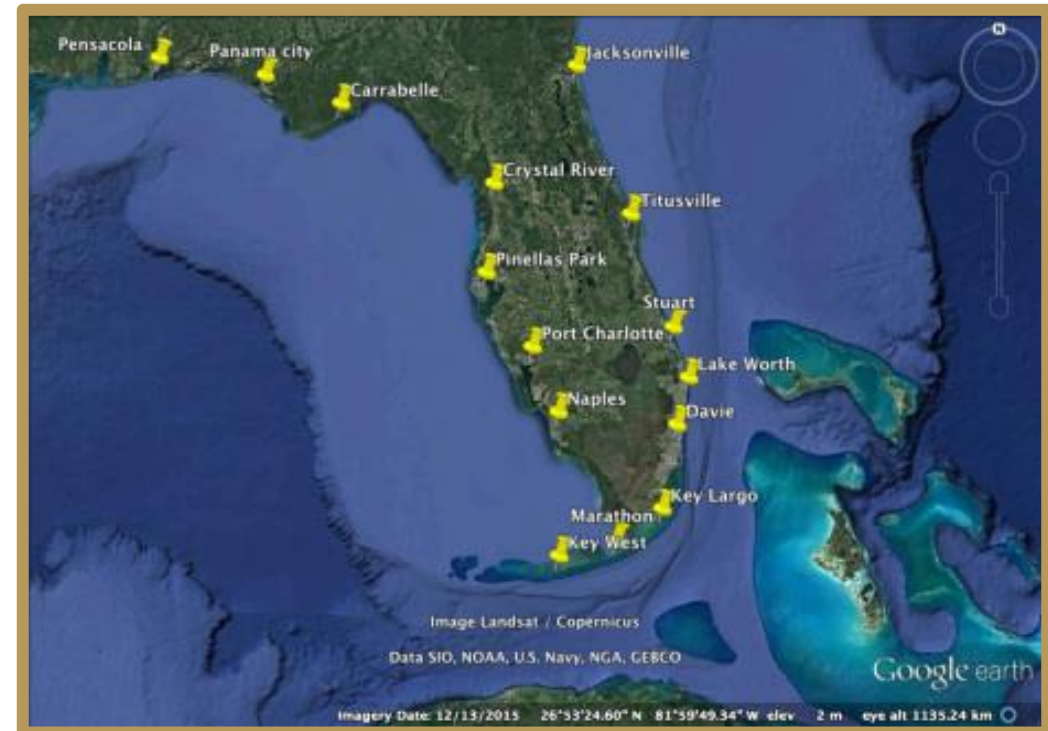 N
Pensacola
Panama city
Jacksonville
Carrabelle
Crystal River
Titusville
Pinellas Park
Stuart
Port Charlotte
Lake Worth
Naples
Davie
Key Largo
Marathon
Key West
Image Landsat / Copernicus
Data SIO, NOAA, U.S. Navy, NGA, GEBCO
Google earth
Imagery Date: 12/13/2015 26°53'24.60" N 81°59'49.34" W elev 2 m eye alt 1135.24 km